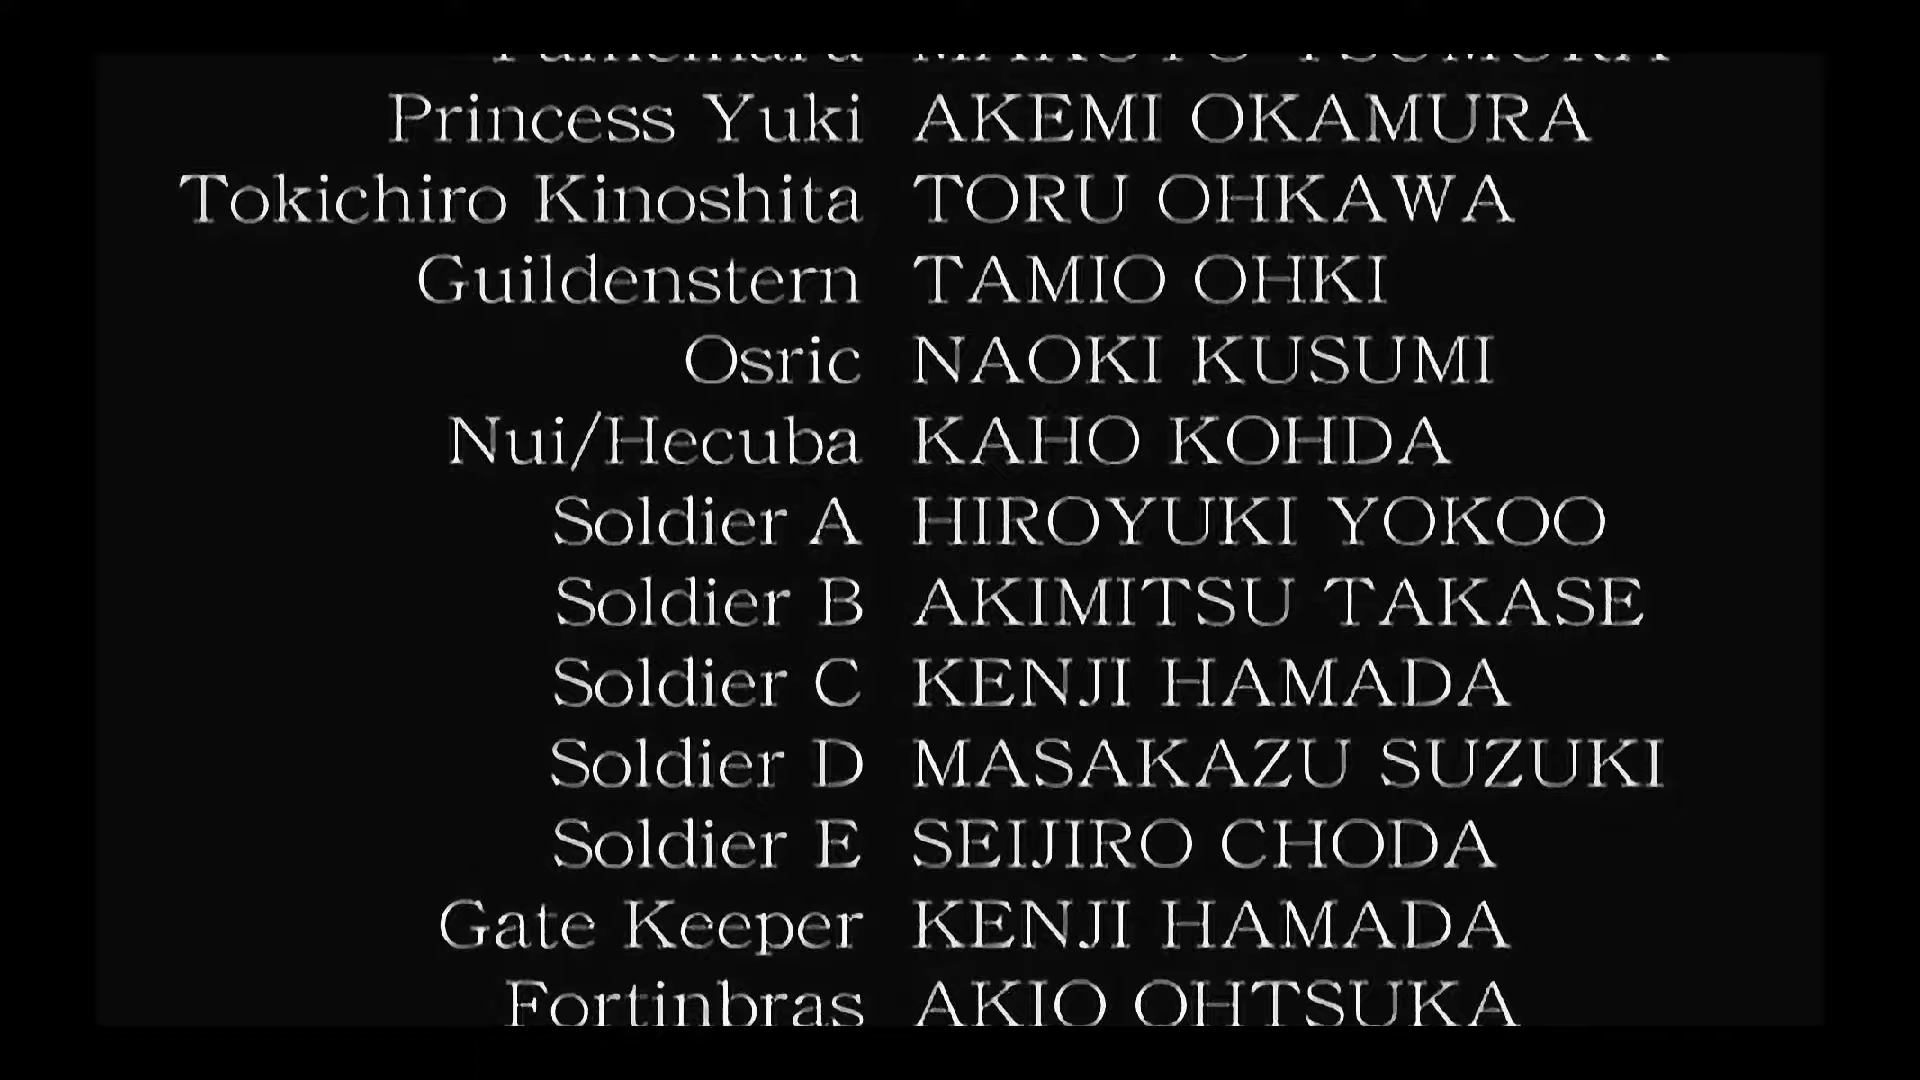 Princess Yuki AKEMI OKAMURA
Tokichiro Kinoshita TORU OHKAWA
Guildenstern TAMIO OHKI
Osric NAOKI KUSUMI
Nui/Hecuba KAHO KOHDA
Soldier A HIROYUKI YOKOO
Soldier B AKIMITSU TAKASE
Soldier C KENJI HAMADA
Soldier D MASAKAZU SUZUKI
Soldier E SEIJIRO CHODA
Gate Keeper KENJI HAMADA
Fortinbras AKIO OHTSUKA